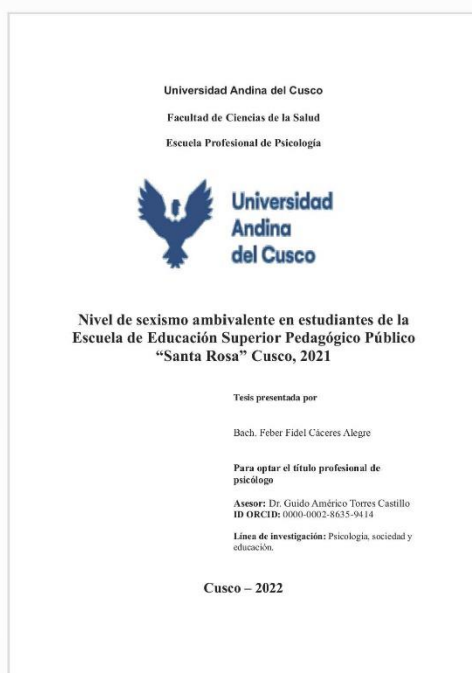 Universidad Andina del Cusco
Facultad de Ciencias de la Salud
Escuela Profesional de Psicología
Universidad
Andina
del Cusco
Nivel de sexismo ambivalente en estudiantes de la
Escuela de Educación Superior Pedagógico Público
“Santa Rosa” Cusco, 2021
Tesis presentada por
Bach. Feber Fidel Cáceres Alegre
Para optar el título profesional de
psicólogo
Asesor: Dr. Guido Américo Torres Castillo
ID ORCID: 0000-0002-8635-9414
Línea de investigación: Psicología, sociedad y
educación.
Cusco – 2022